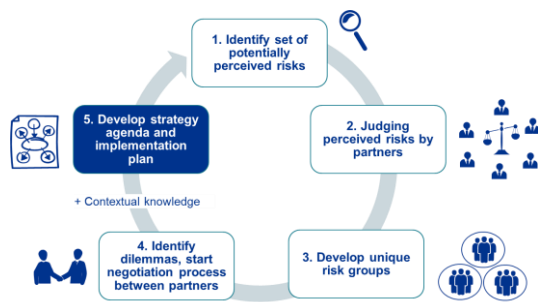 1. Identify set of
potentially
perceived risks
2. Judging
perceived risks by
partners
3. Develop unique
risk groups
4. Identify
dilemmas, start
negotiation process
between partners
+ Contextual knowledge
5. Develop strategy
agenda and
implementation
plan